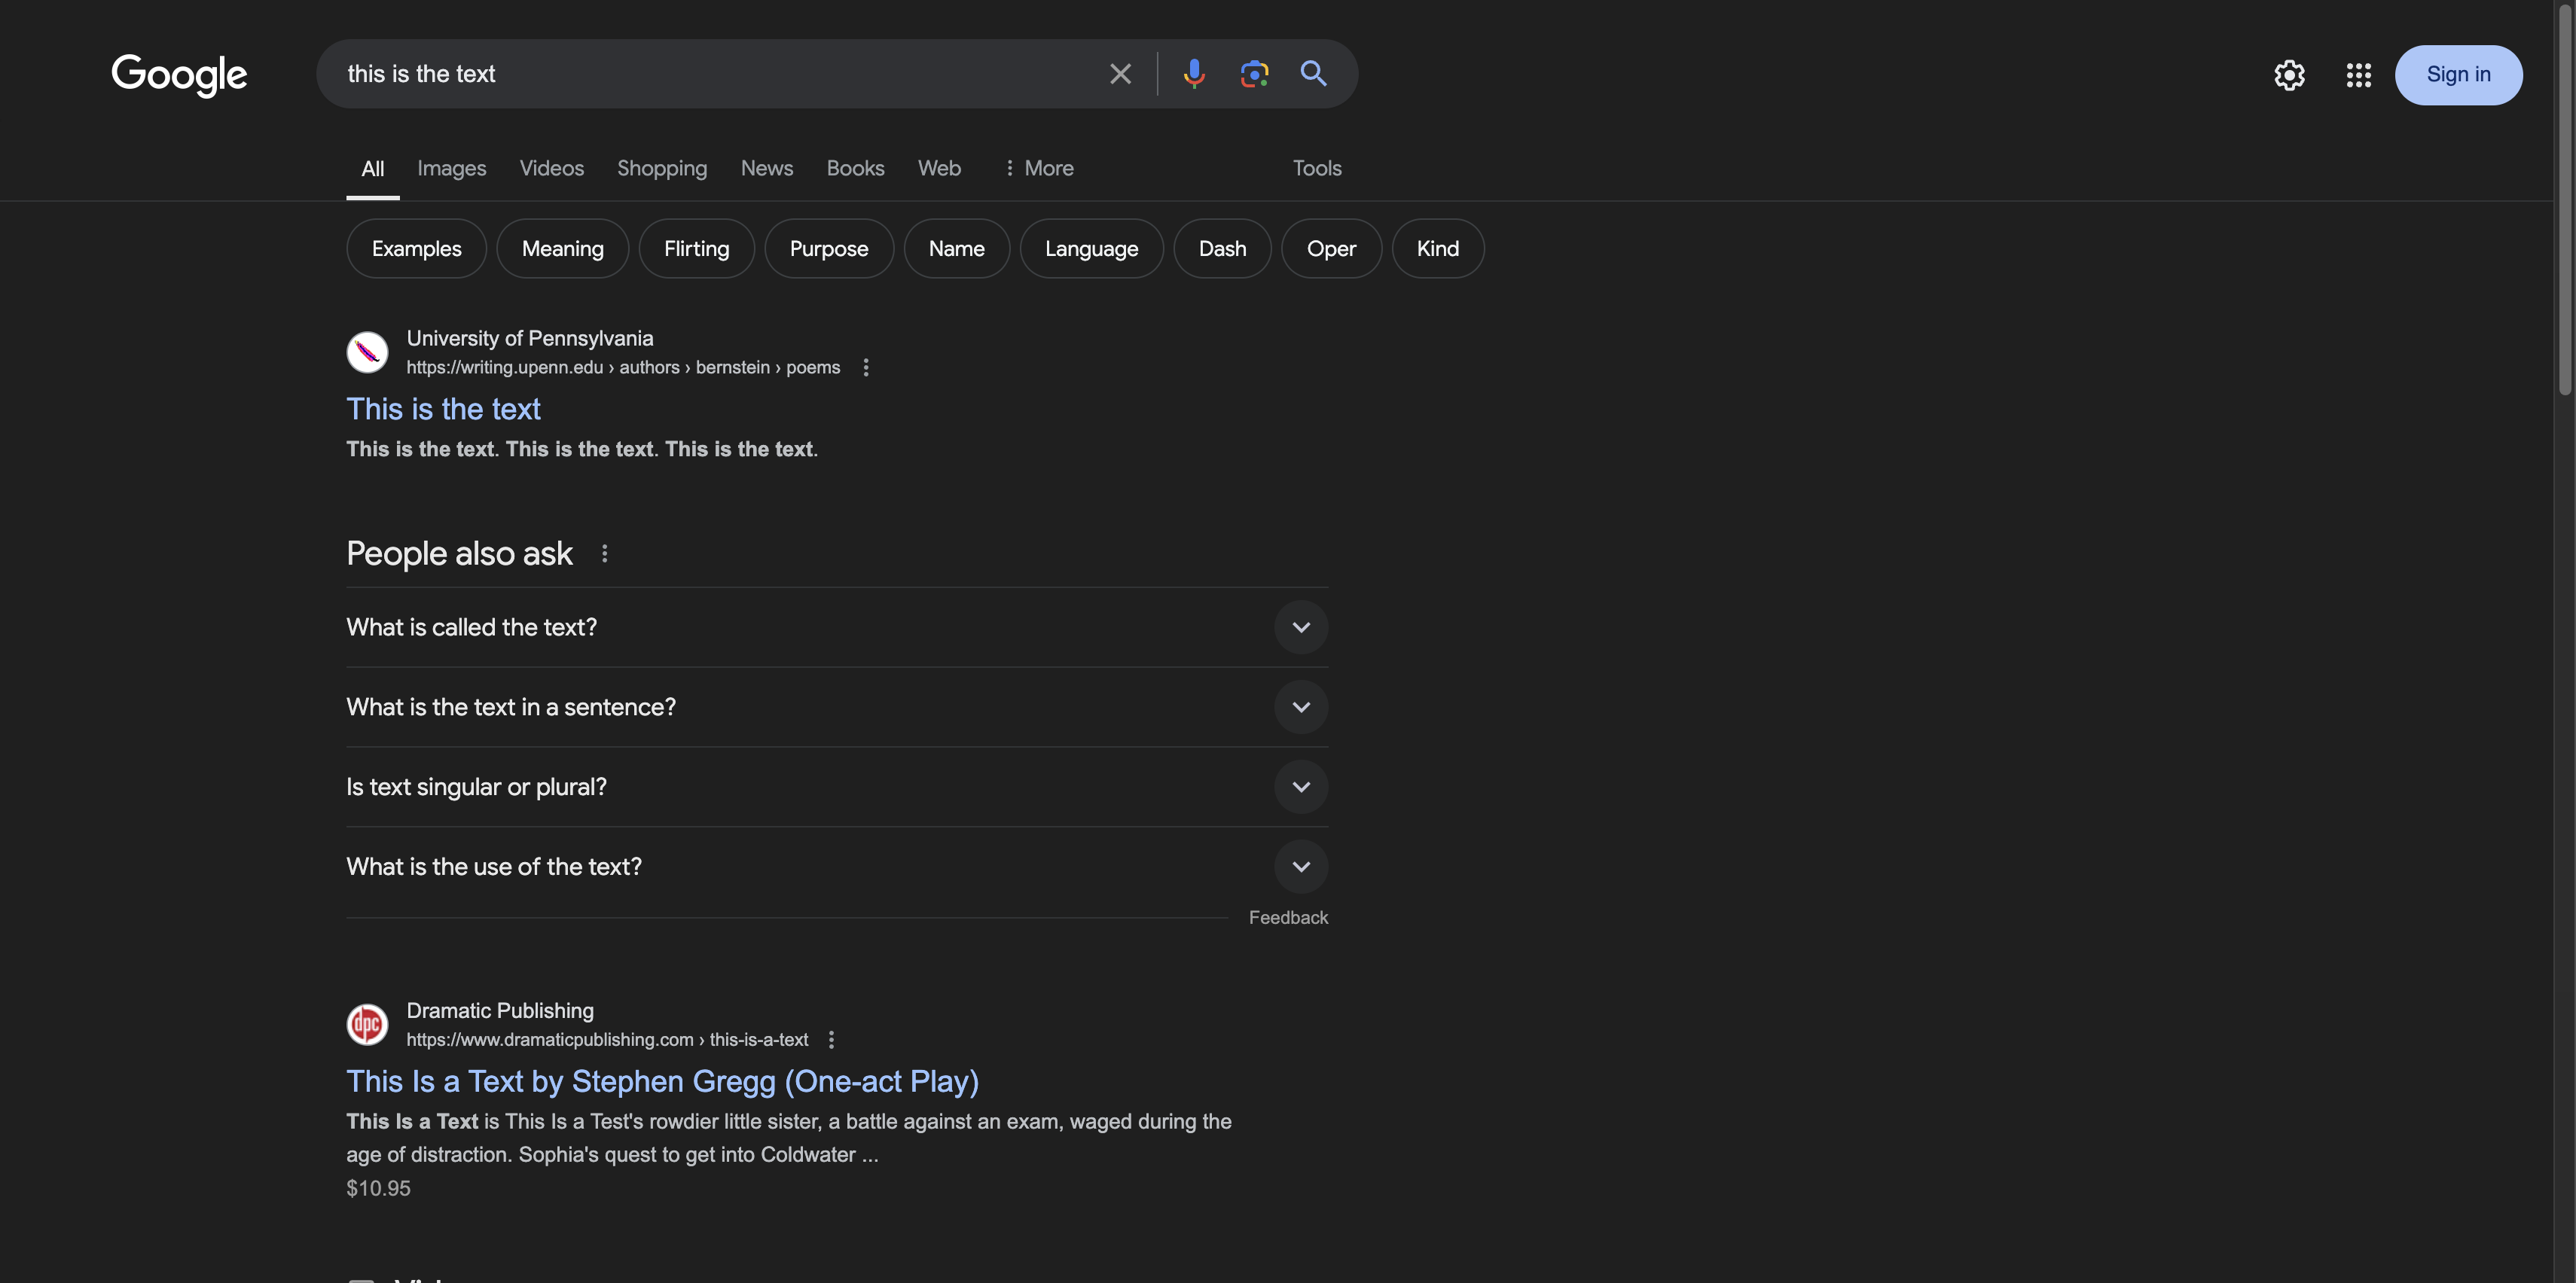 Google
this is the text
Sign in
All Images Videos Shopping News Books Web More Tools
Examples Meaning Flirting Purpose Name Language Dash Oper Kind
University of Pennsylvania
https://writing.upenn.edu › authors › bernstein › poems
This is the text
This is the text. This is the text. This is the text.
People also ask
What is called the text?
What is the text in a sentence?
Is text singular or plural?
What is the use of the text?
Feedback
dpc
Dramatic Publishing
https://www.dramaticpublishing.com › this-is-a-text
This Is a Text by Stephen Gregg (One-act Play)
This Is a Text is This Is a Test's rowdier little sister, a battle against an exam, waged during the
age of distraction. Sophia's quest to get into Coldwater ...
$10.95